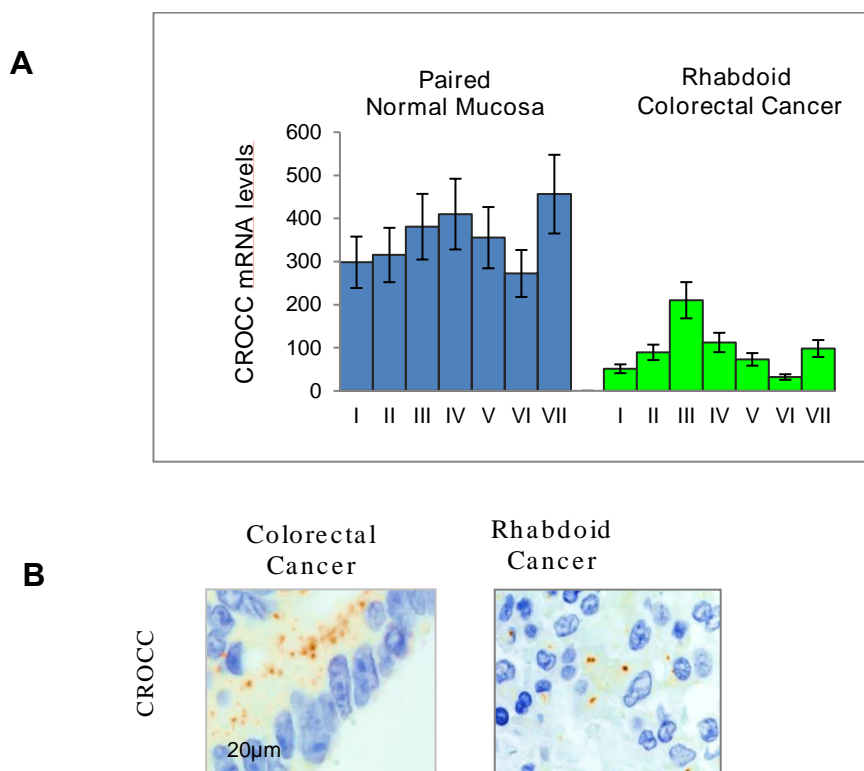 A
Paired
Normal Mucosa
Rhabdoid
Colorectal Cancer
CROCC mRNA levels
600
500
400
300
200
100
0
I II III IV V VI VII
I II III IV V VI VII
B
Colorectal
Cancer
Rhabdoid
Cancer
CROCC
20µm